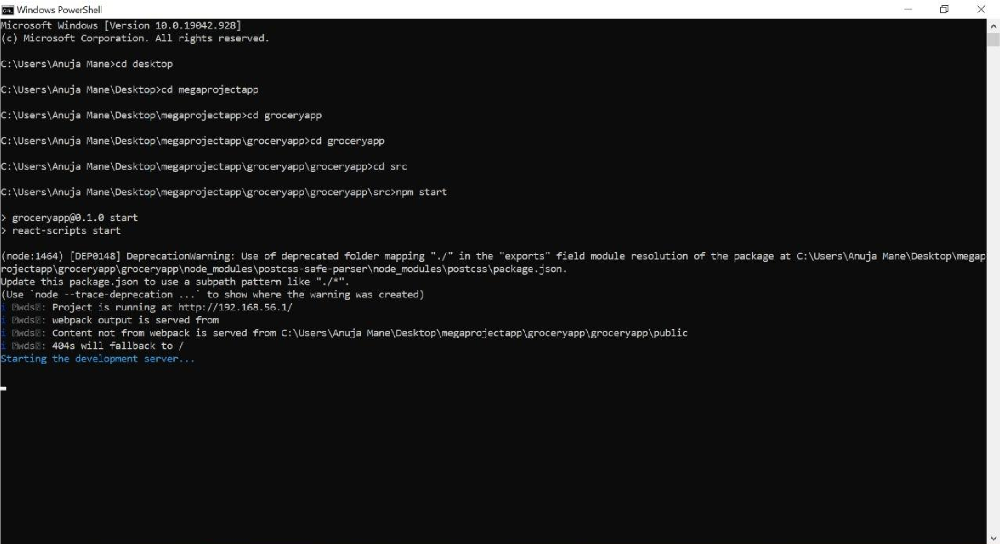 Windows PowerShell
Microsoft Windows [Version 10.0.19042.928]
(c) Microsoft Corporation. All rights reserved.
C:\Users\Anuja Mane>cd desktop
C:\Users\Anuja Mane\Desktop>cd megaprojectapp
C:\Users\Anuja Mane\Desktop\megaprojectapp>cd groceryapp
C:\Users\Anuja Mane\Desktop\megaprojectapp\groceryapp>cd groceryapp
C:\Users\Anuja Mane\Desktop\megaprojectapp\groceryapp\groceryapp>cd src
C:\Users\Anuja Mane\Desktop\megaprojectapp\groceryapp\groceryapp\src>npm start
> groceryapp@0.1.0 start
> react-scripts start
(node:1464) [DEP0148] DeprecationWarning: Use of deprecated folder mapping "./" in the "exports" field module resolution of the package at C:\Users\Anuja Mane\Desktop\megap
rojectapp\groceryapp\groceryapp\node_modules\postcss-safe-parser\node_modules\postcss\package.json.
Update this package.json to use a subpath pattern like "./*".
(Use `node --trace-deprecation ...` to show where the warning was created)
i ⍰wds⍰: Project is running at http://192.168.56.1/
i ⍰wds⍰: webpack output is served from
i ⍰wds⍰: Content not from webpack is served from C:\Users\Anuja Mane\Desktop\megaprojectapp\groceryapp\groceryapp\public
i ⍰wds⍰: 404s will fallback to /
Starting the development server...